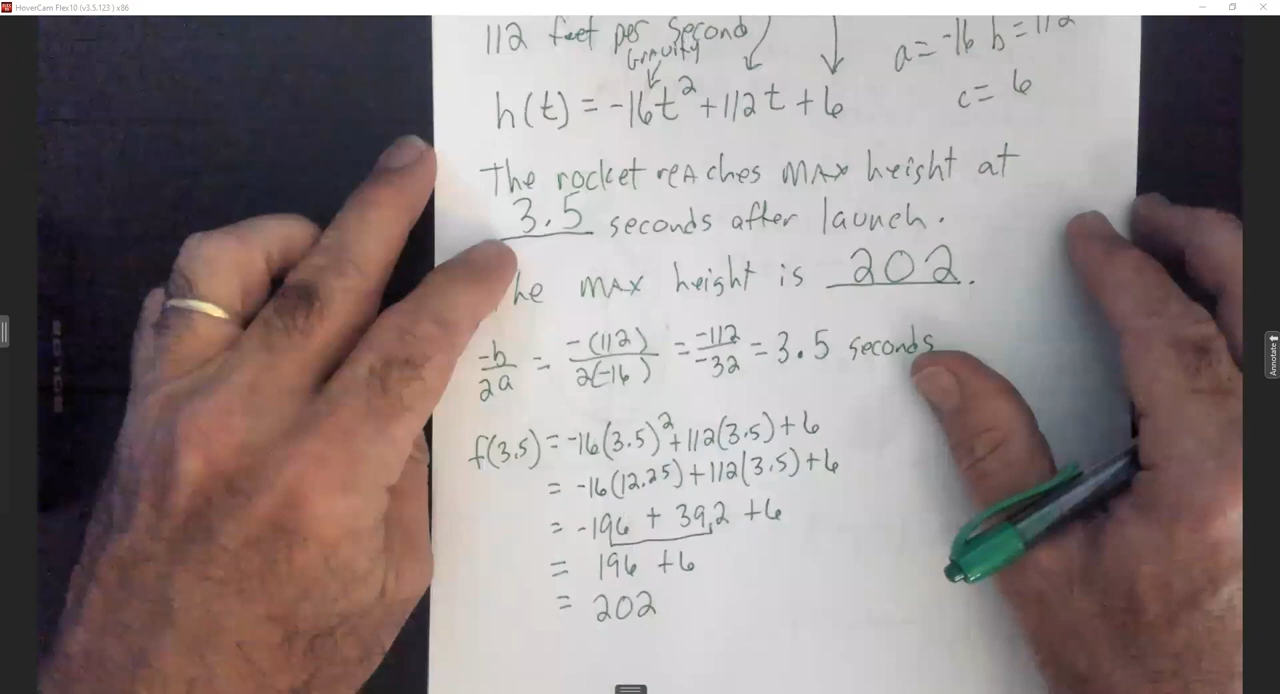 HoverCam Flex10 (v3.5.123) x86
112 feet per second
Gravity
a = -16 b = 112
h(t) = -16t² + 112t + 6
c = 6
The rocket reaches MAX height at
3.5 seconds after launch.
he MAX height is 202.
-b/2a = -(112)/2(-16) = -112/-32 = 3.5 seconds
f(3.5) = -16(3.5)² + 112(3.5) + 6
= -16(12.25) + 112(3.5) + 6
= -196 + 392 + 6
= 196 + 6
= 202
Annotate